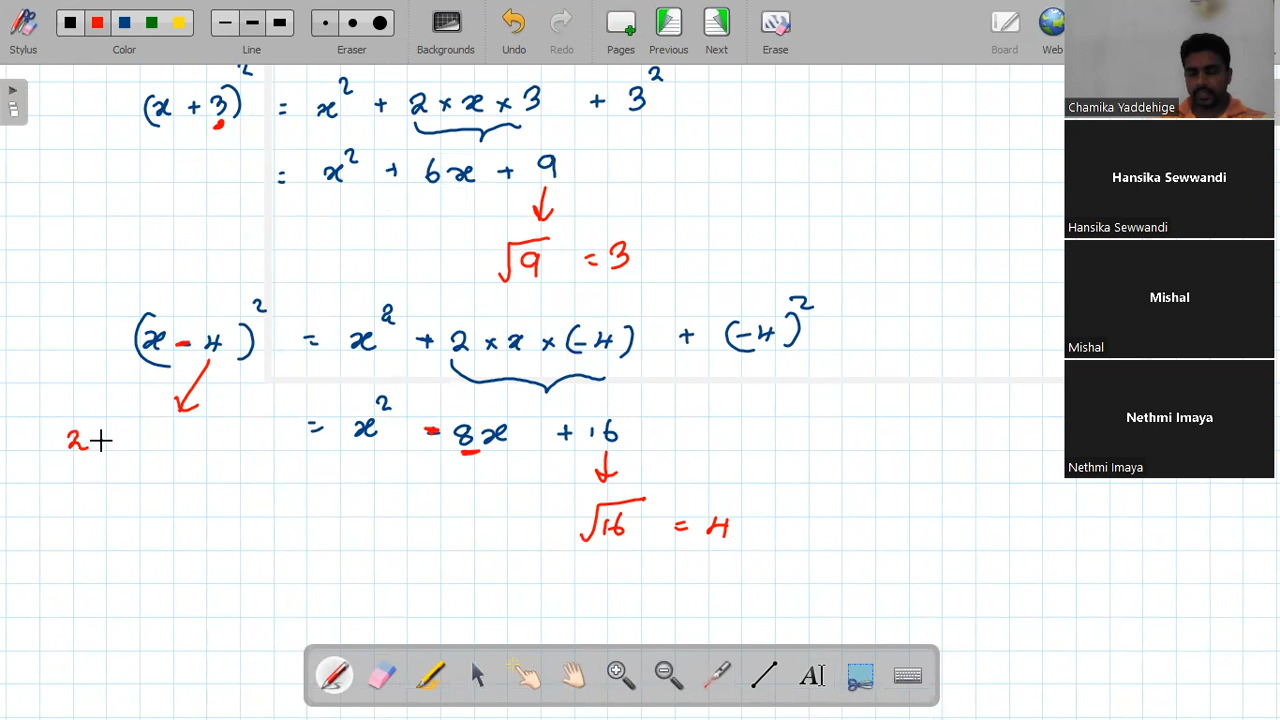 Stylus Color Line Eraser Backgrounds Undo Redo Pages Previous Next Erase Board Web
(x + 3)² = x² + 2 × x × 3 + 3²
= x² + 6x + 9
√9 = 3
(x - 4)² = x² + 2 × x × (-4) + (-4)²
= x² - 8x + 16
2
√16 = 4
Chamika Yaddehige
Hansika Sewwandi
Hansika Sewwandi
Mishal
Mishal
Nethmi Imaya
Nethmi Imaya
A